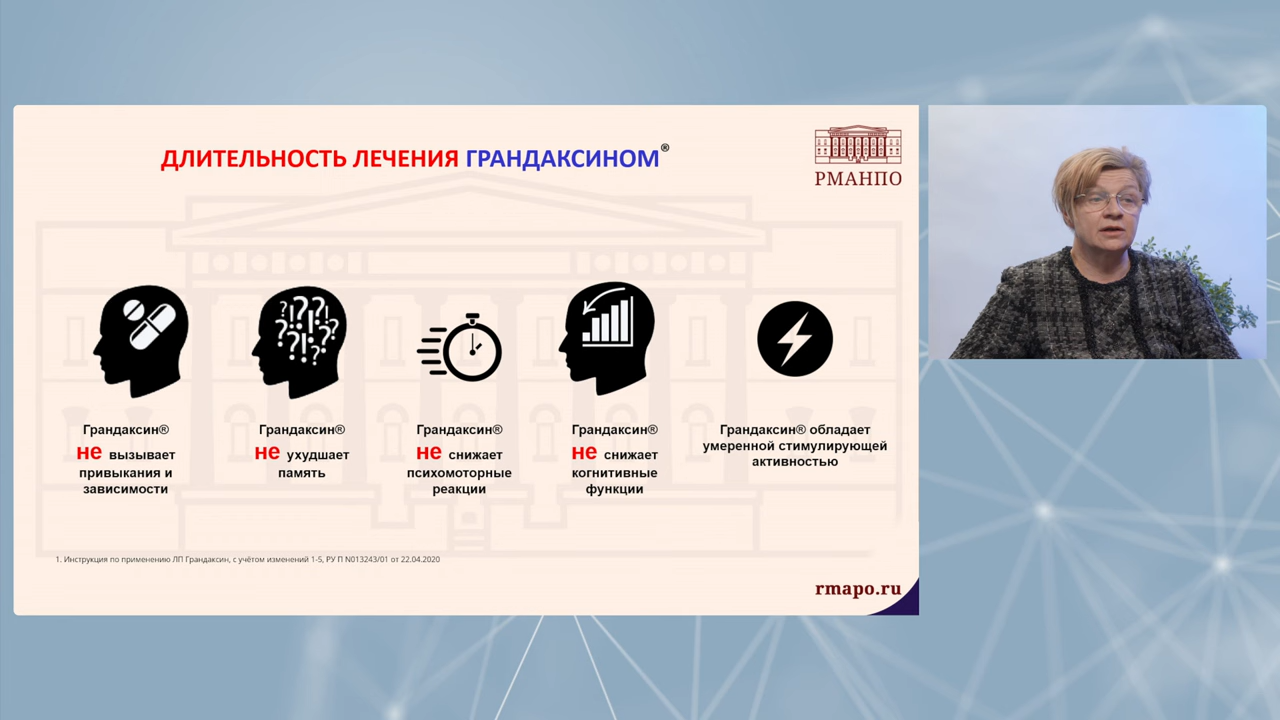 ДЛИТЕЛЬНОСТЬ ЛЕЧЕНИЯ ГРАНДАКСИНОМ®
РМАНПО
Грандаксин®
не вызывает
привыкания и
зависимости
Грандаксин®
не ухудшает
память
Грандаксин®
не снижает
психомоторные
реакции
Грандаксин®
не снижает
когнитивные
функции
Грандаксин® обладает
умеренной стимулирующей
активностью
1. Инструкция по применению ЛП Грандаксин, с учётом изменений 1-5, РУ П N013243/01 от 22.04.2020
rmapo.ru